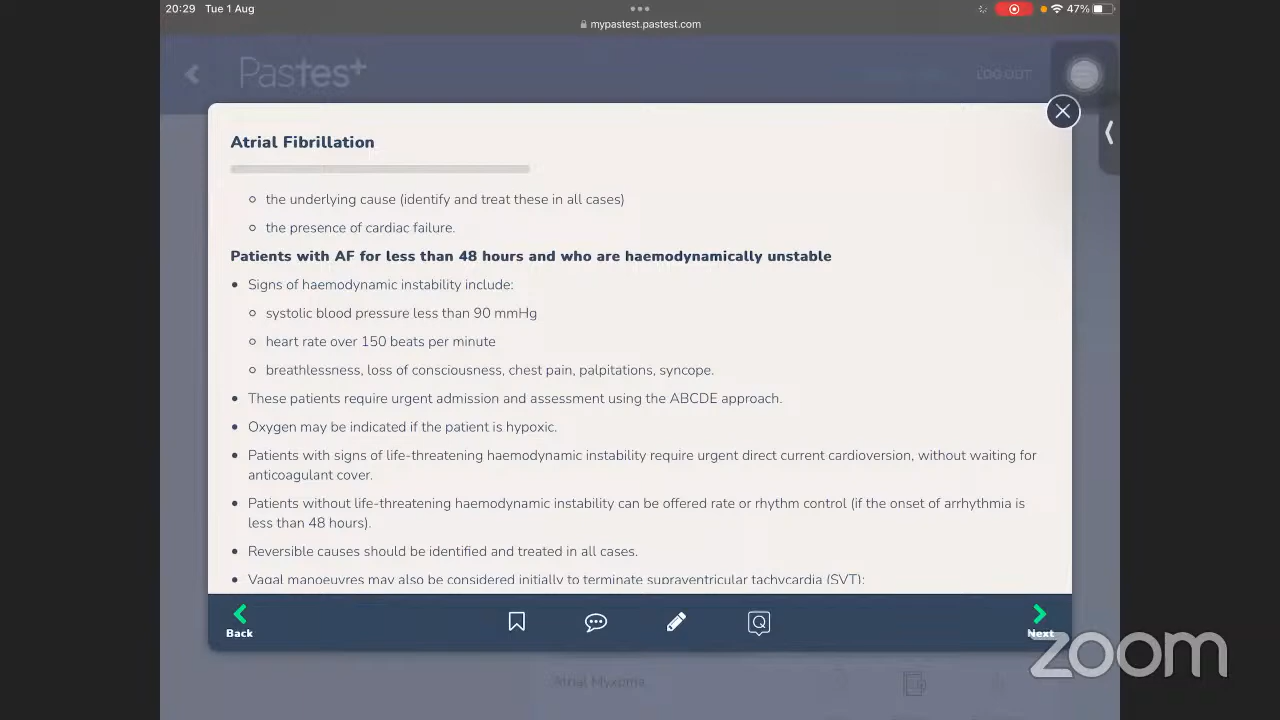 20:29 Tue 1 Aug
47%
mypastest.pastest.com
Pastest+
LOG OUT
Atrial Fibrillation
the underlying cause (identify and treat these in all cases)
the presence of cardiac failure.
Patients with AF for less than 48 hours and who are haemodynamically unstable
Signs of haemodynamic instability include:
systolic blood pressure less than 90 mmHg
heart rate over 150 beats per minute
breathlessness, loss of consciousness, chest pain, palpitations, syncope.
These patients require urgent admission and assessment using the ABCDE approach.
Oxygen may be indicated if the patient is hypoxic.
Patients with signs of life-threatening haemodynamic instability require urgent direct current cardioversion, without waiting for
anticoagulant cover.
Patients without life-threatening haemodynamic instability can be offered rate or rhythm control (if the onset of arrhythmia is
less than 48 hours).
Reversible causes should be identified and treated in all cases.
Vagal manoeuvres may also be considered initially to terminate supraventricular tachycardia (SVT):
Back
Q
Next
zoom
Atrial Myxoma